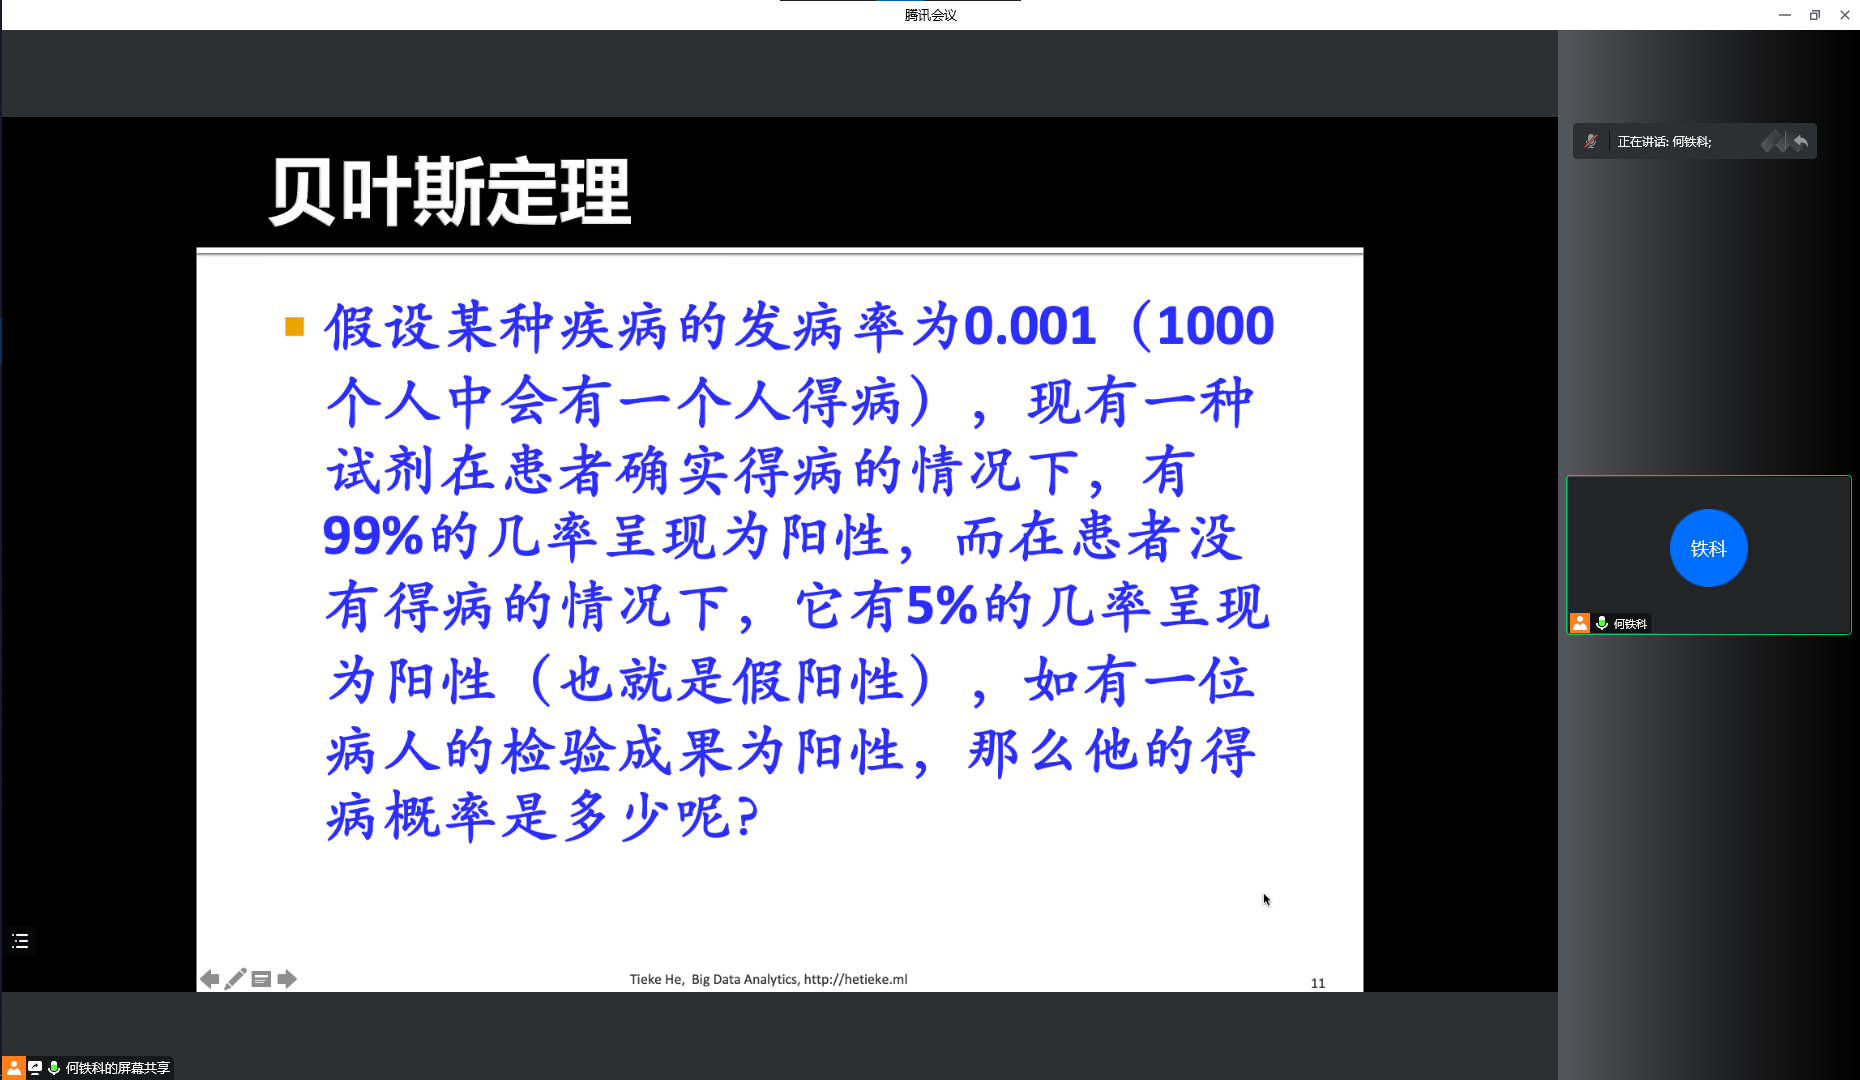 腾讯会议
正在讲话: 何铁科;
贝叶斯定理
假设某种疾病的发病率为0.001（1000
个人中会有一个人得病），现有一种
试剂在患者确实得病的情况下，有
99%的几率呈现为阳性，而在患者没
有得病的情况下，它有5%的几率呈现
为阳性（也就是假阳性），如有一位
病人的检验成果为阳性，那么他的得
病概率是多少呢?
铁科
何铁科
Tieke He, Big Data Analytics, http://hetieke.ml
11
何铁科的屏幕共享